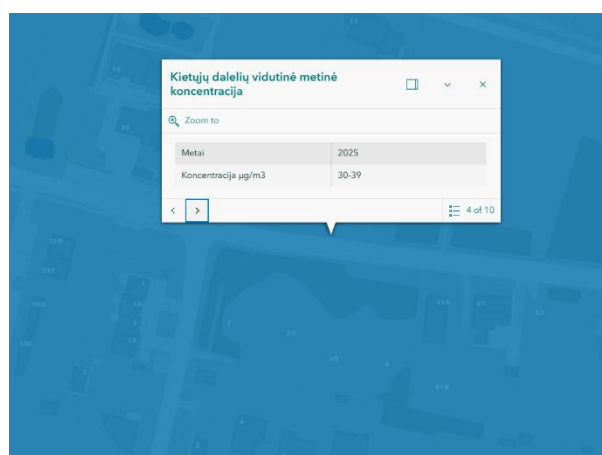 Kietųjų dalelių vidutinė metinė
koncentracija
Zoom to
Metai 2025
Koncentracija µg/m3 30-39
4 of 10